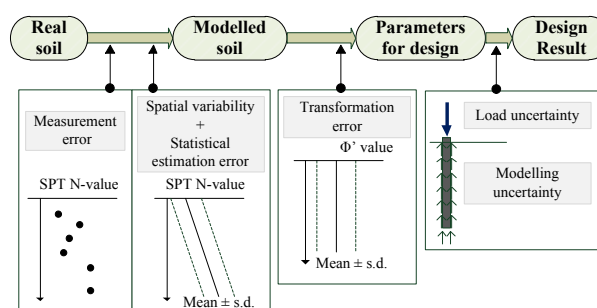 Real
soil
Modelled
soil
Parameters
for design
Design
Result
Measurement
error
SPT N-value
Spatial variability
+
Statistical
estimation error
SPT N-value
Mean ± s.d.
Transformation
error
Φ’ value
Mean ± s.d.
Load uncertainty
Modelling
uncertainty